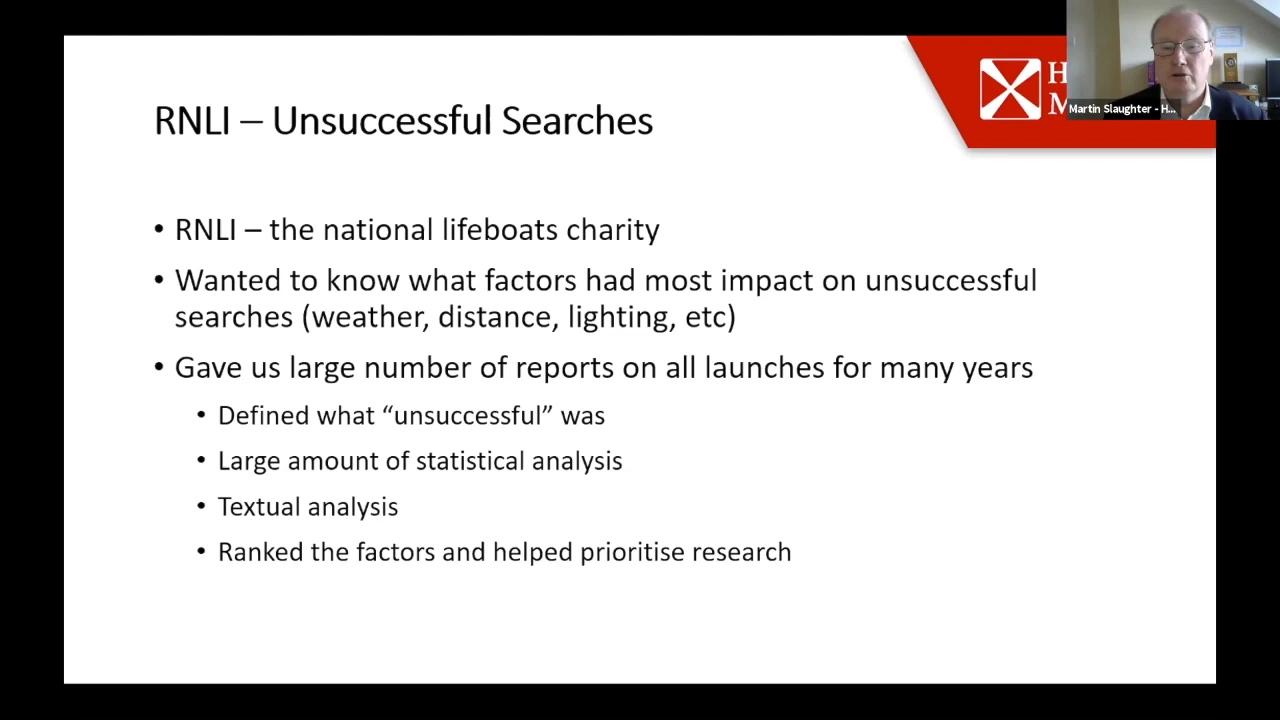 RNLI – Unsuccessful Searches
H
M
Martin Slaughter - H...
• RNLI – the national lifeboats charity
• Wanted to know what factors had most impact on unsuccessful
searches (weather, distance, lighting, etc)
• Gave us large number of reports on all launches for many years
• Defined what “unsuccessful” was
• Large amount of statistical analysis
• Textual analysis
• Ranked the factors and helped prioritise research